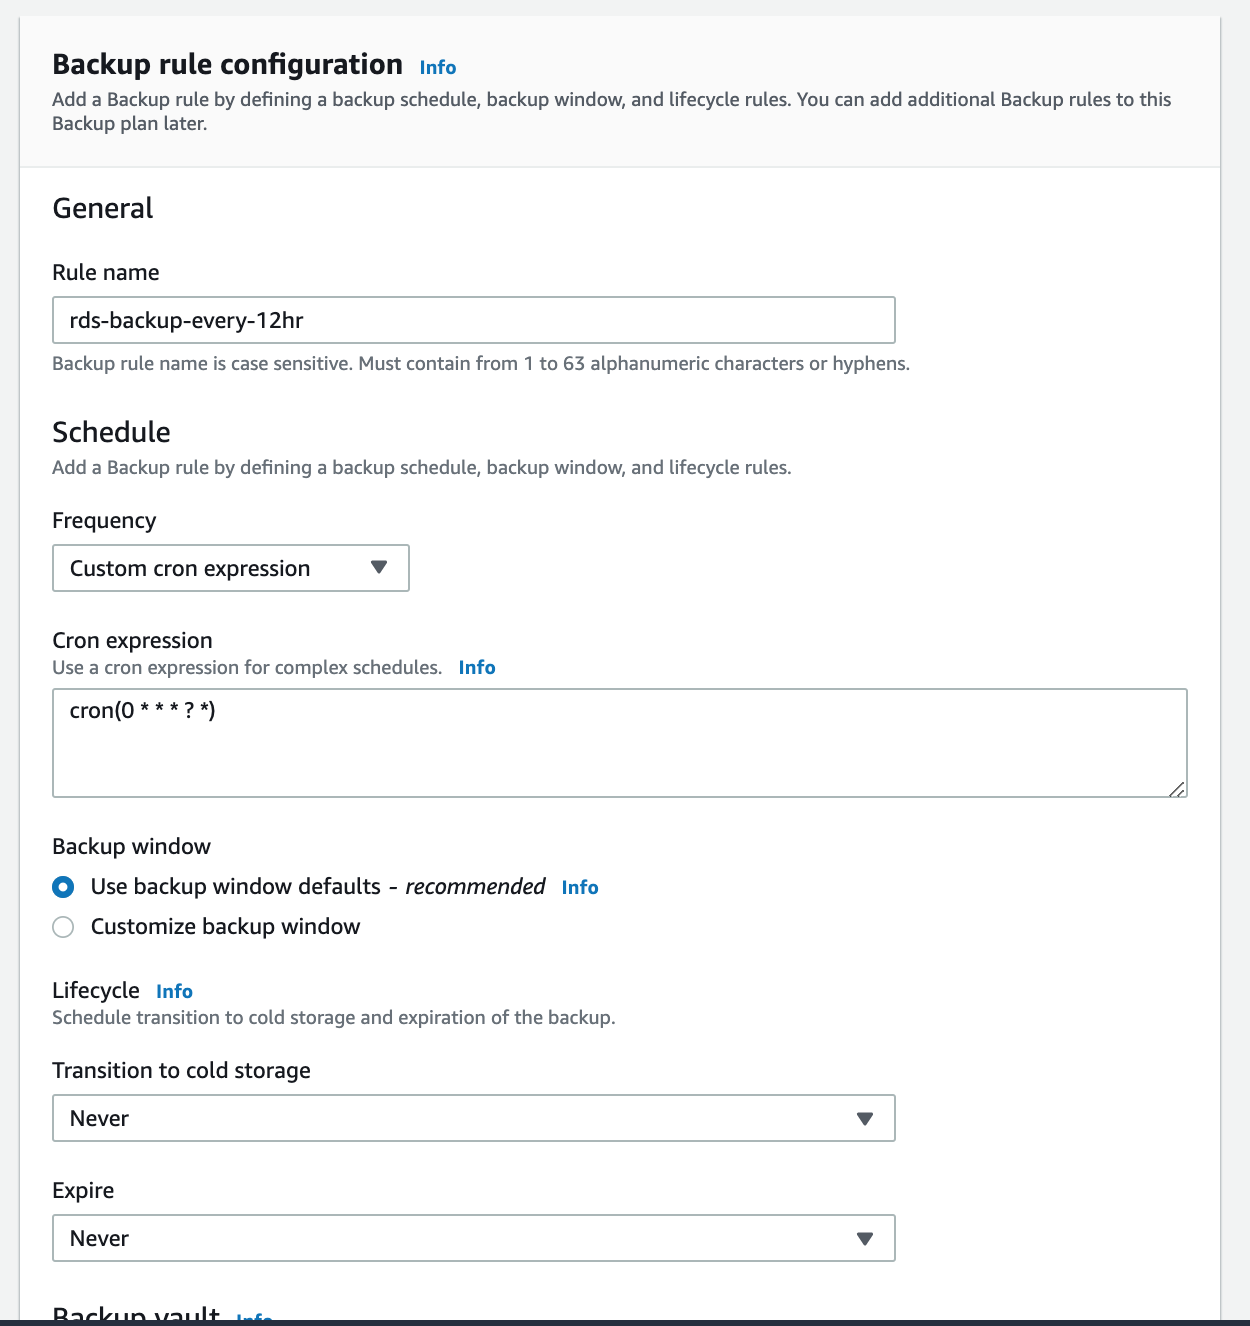 Backup rule configuration Info
Add a Backup rule by defining a backup schedule, backup window, and lifecycle rules. You can add additional Backup rules to this
Backup plan later.
General
Rule name
rds-backup-every-12hr
Backup rule name is case sensitive. Must contain from 1 to 63 alphanumeric characters or hyphens.
Schedule
Add a Backup rule by defining a backup schedule, backup window, and lifecycle rules.
Frequency
Custom cron expression
Cron expression
Use a cron expression for complex schedules. Info
cron(0 * * * ? *)
Backup window
Use backup window defaults - recommended Info
Customize backup window
Lifecycle Info
Schedule transition to cold storage and expiration of the backup.
Transition to cold storage
Never
Expire
Never
Backup vault Info